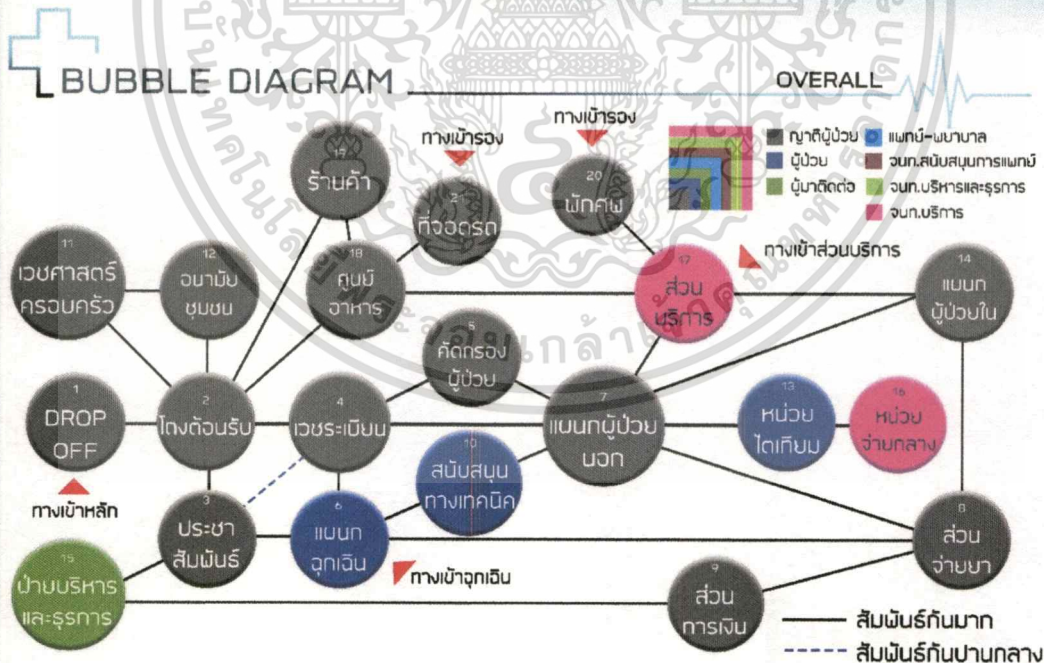 BUBBLE DIAGRAM
OVERALL
ญาติผู้ป่วย
ผู้ป่วย
ผู้มาติดต่อ
แพทย์-พยาบาล
จนท.สนับสนุนการแพทย์
จนท.บริหารและธุรการ
จนท.บริการ
ทางเข้ารอง
ทางเข้ารอง
ร้านค้า
21
ที่จอดรถ
20
พักศพ
11
เวชศาสตร์
ครอบครัว
12
อนามัย
ชุมชน
18
ศูนย์
อาหาร
17
ส่วน
บริการ
ทางเข้าส่วนบริการ
14
แผนก
ผู้ป่วยใน
5
คัดกรอง
ผู้ป่วย
1
DROP
OFF
2
โถงต้อนรับ
4
เวชระเบียน
7
แผนกผู้ป่วย
นอก
13
หน่วย
ไตเทียม
16
หน่วย
จ่ายกลาง
10
สนับสนุน
ทางเทคนิค
ทางเข้าหลัก
3
ประชา
สัมพันธ์
6
แผนก
ฉุกเฉิน
ทางเข้าฉุกเฉิน
8
ส่วน
จ่ายยา
15
ฝ่ายบริหาร
และธุรการ
9
ส่วน
การเงิน
สัมพันธ์กันมาก
สัมพันธ์กันปานกลาง